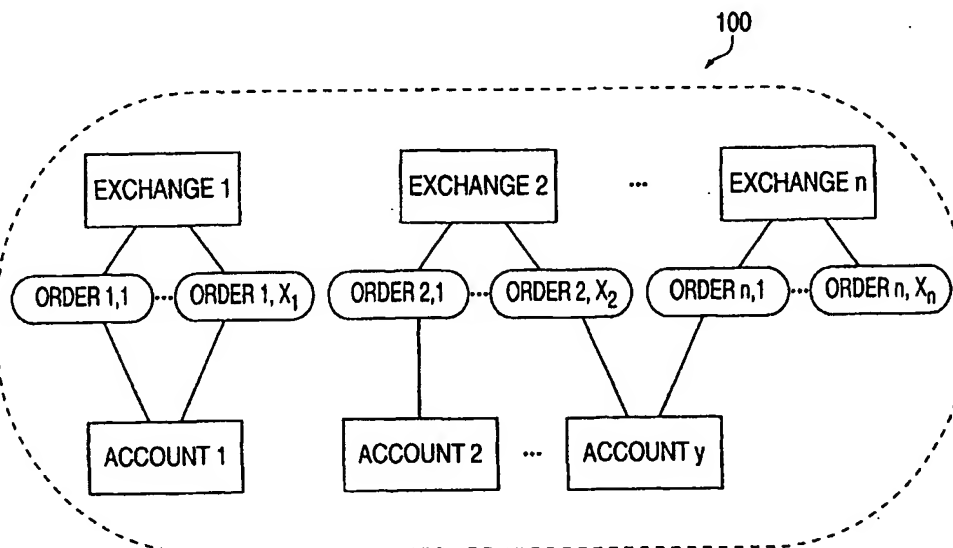 100
EXCHANGE 1
EXCHANGE 2
...
EXCHANGE n
ORDER 1,1
...
ORDER 1, X₁
ORDER 2,1
...
ORDER 2, X₂
ORDER n,1
...
ORDER n, Xₙ
ACCOUNT 1
ACCOUNT 2
...
ACCOUNT y